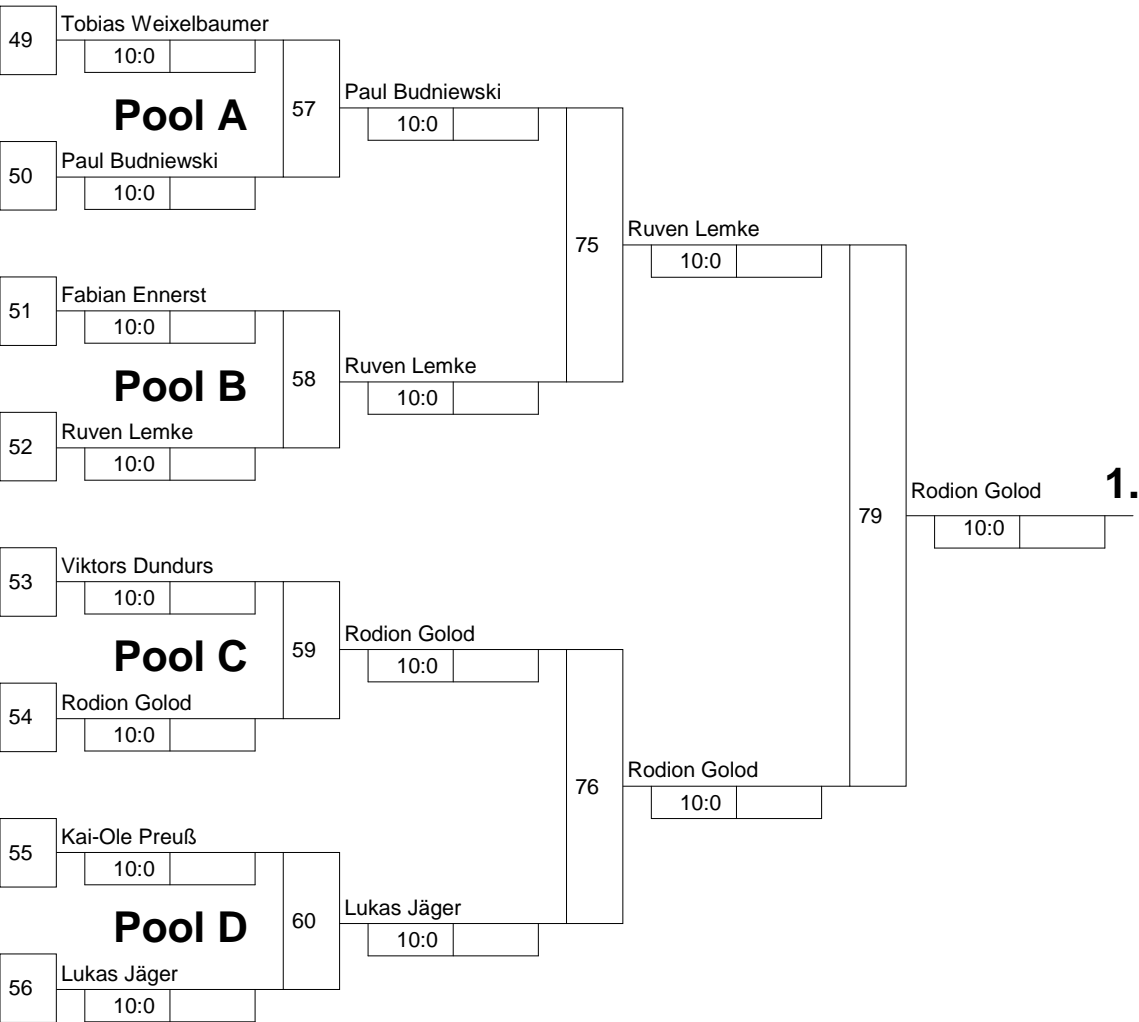 49 Tobias Weixelbaumer
10:0
Pool A 57 Paul Budniewski
10:0
50 Paul Budniewski
10:0
75 Ruven Lemke
10:0
51 Fabian Ennerst
10:0
Pool B 58 Ruven Lemke
10:0
52 Ruven Lemke
10:0
79 Rodion Golod 1.
10:0
53 Viktors Dundurs
10:0
Pool C 59 Rodion Golod
10:0
54 Rodion Golod
10:0
76 Rodion Golod
10:0
55 Kai-Ole Preuß
10:0
Pool D 60 Lukas Jäger
10:0
56 Lukas Jäger
10:0